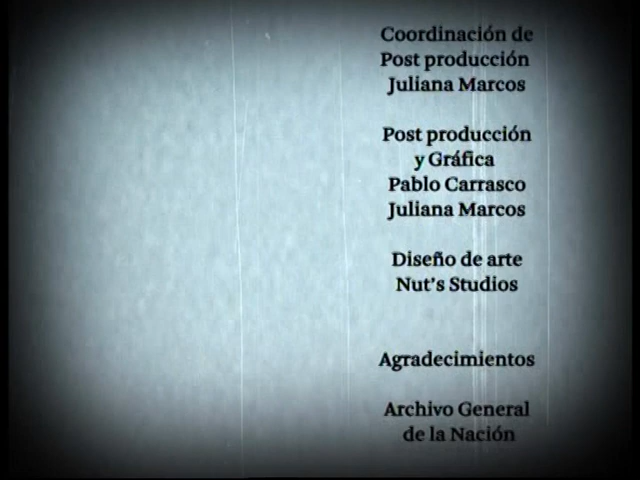 Coordinación de
Post producción
Juliana Marcos
Post producción
y Gráfica
Pablo Carrasco
Juliana Marcos
Diseño de arte
Nut's Studios
Agradecimientos
Archivo General
de la Nación